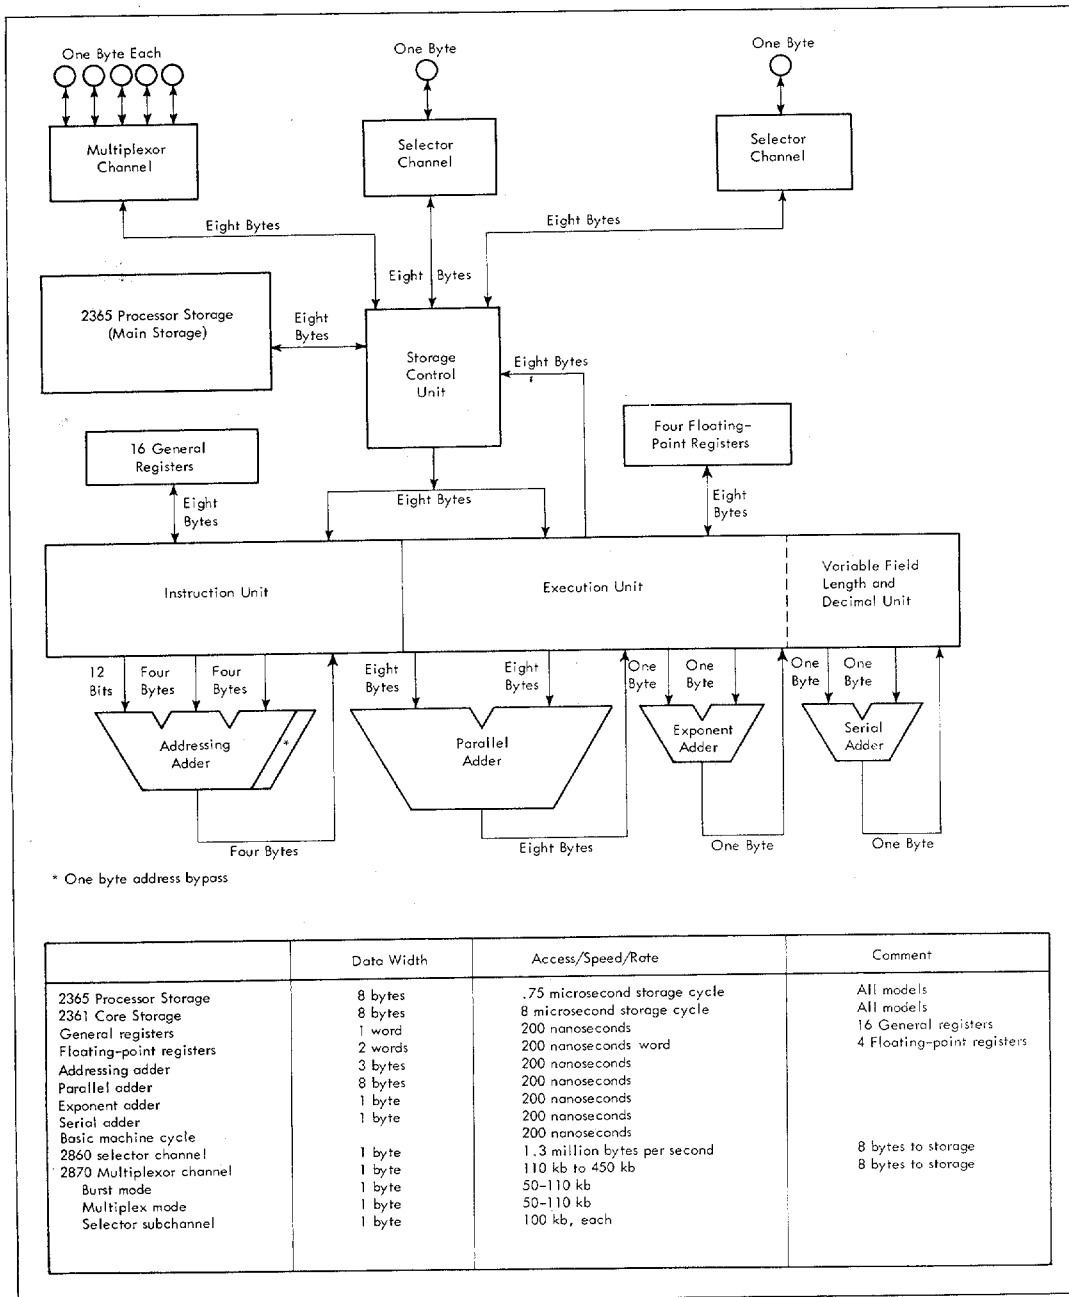 One Byte Each
One Byte
One Byte
Multiplexor
Channel
Selector
Channel
Selector
Channel
Eight Bytes
Eight Bytes
Eight Bytes
2365 Processor Storage
(Main Storage)
Eight
Bytes
Storage
Control
Unit
Eight Bytes
16 General
Registers
Four Floating-
Point Registers
Eight
Bytes
Eight Bytes
Eight
Bytes
Instruction Unit
Execution Unit
Variable Field
Length and
Decimal Unit
12
Bits
Four
Bytes
Four
Bytes
Eight
Bytes
Eight
Bytes
One
Byte
One
Byte
One
Byte
One
Byte
Addressing
Adder
*
Parallel
Adder
Exponent
Adder
Serial
Adder
Four Bytes
Eight Bytes
One Byte
One Byte
* One byte address bypass
Data Width Access/Speed/Rate Comment
2365 Processor Storage 8 bytes .75 microsecond storage cycle All models
2361 Core Storage 8 bytes 8 microsecond storage cycle All models
General registers 1 word 200 nanoseconds 16 General registers
Floating-point registers 2 words 200 nanoseconds word 4 Floating-point registers
Addressing adder 3 bytes 200 nanoseconds
Parallel adder 8 bytes 200 nanoseconds
Exponent adder 1 byte 200 nanoseconds
Serial adder 1 byte 200 nanoseconds
Basic machine cycle 200 nanoseconds
2860 selector channel 1 byte 1.3 million bytes per second 8 bytes to storage
2870 Multiplexor channel 1 byte 110 kb to 450 kb 8 bytes to storage
Burst mode 1 byte 50-110 kb
Multiplex mode 1 byte 50-110 kb
Selector subchannel 1 byte 100 kb, each